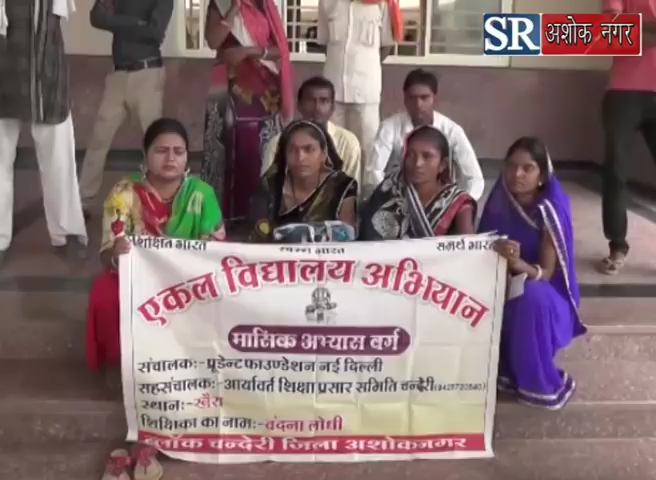 SR अशोक नगर
शिक्षित भारत स्वस्थ भारत समर्थ भारत
एकल विद्यालय अभियान
मासिक अभ्यास वर्ग
संचालक:- प्रूडेन्ट फाउण्डेशन नई दिल्ली
सहसंचालक:- आर्यावर्त शिक्षा प्रसार समिति चन्देरी
स्थान:- खैरा
शिक्षिका का नाम:- वंदना लोधी
ब्लॉक चन्देरी जिला अशोकनगर